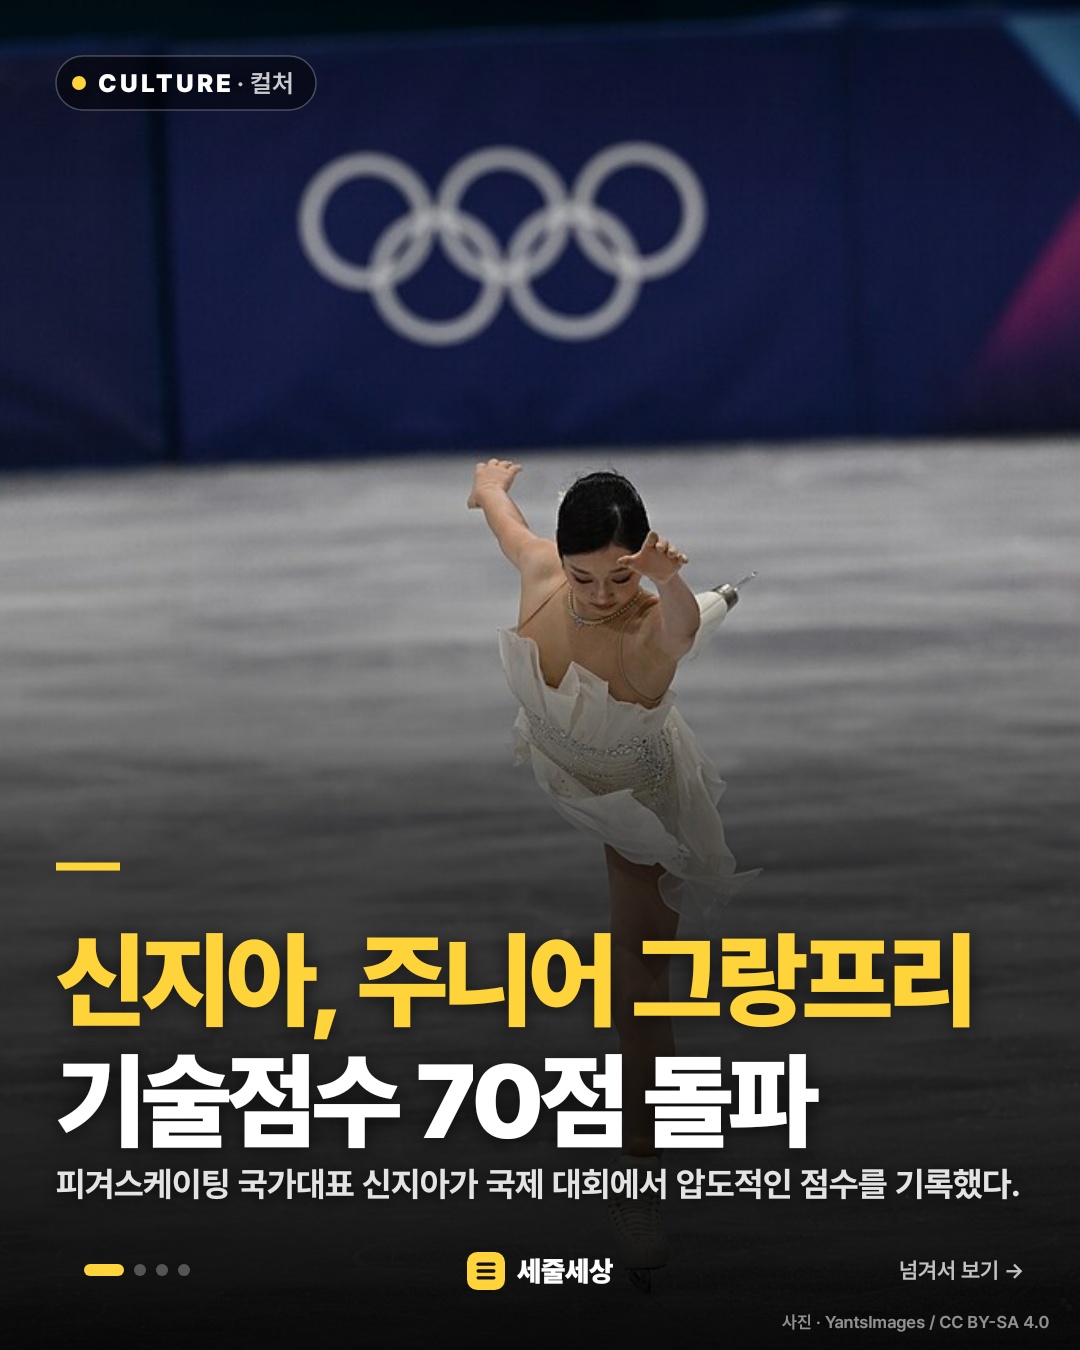 CULTURE · 컬처
신지아, 주니어 그랑프리
기술점수 70점 돌파
피겨스케이팅 국가대표 신지아가 국제 대회에서 압도적인 점수를 기록했다.
세줄세상
넘겨서 보기 →
사진 · YantsImages / CC BY-SA 4.0